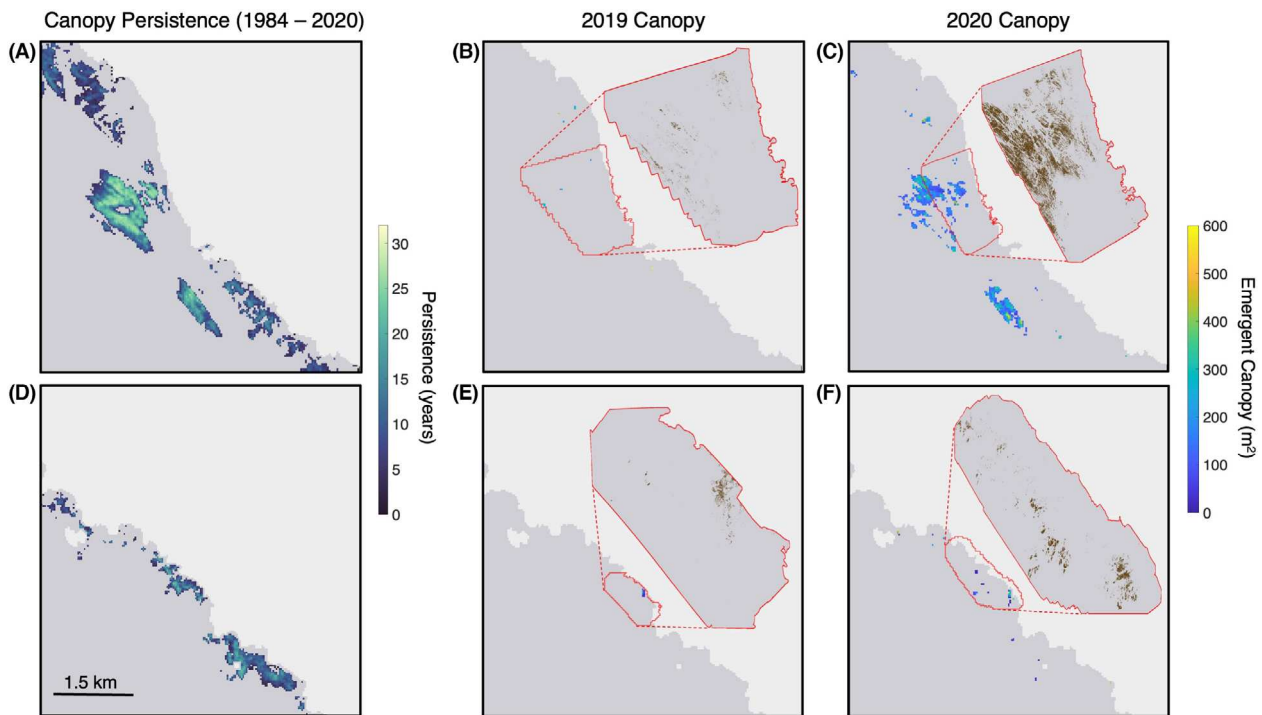 Canopy Persistence (1984 – 2020)
2019 Canopy
2020 Canopy
(A)
(B)
(C)
30
25
20
15
10
5
0
Persistence (years)
600
500
400
300
200
100
0
Emergent Canopy (m²)
(D)
(E)
(F)
1.5 km